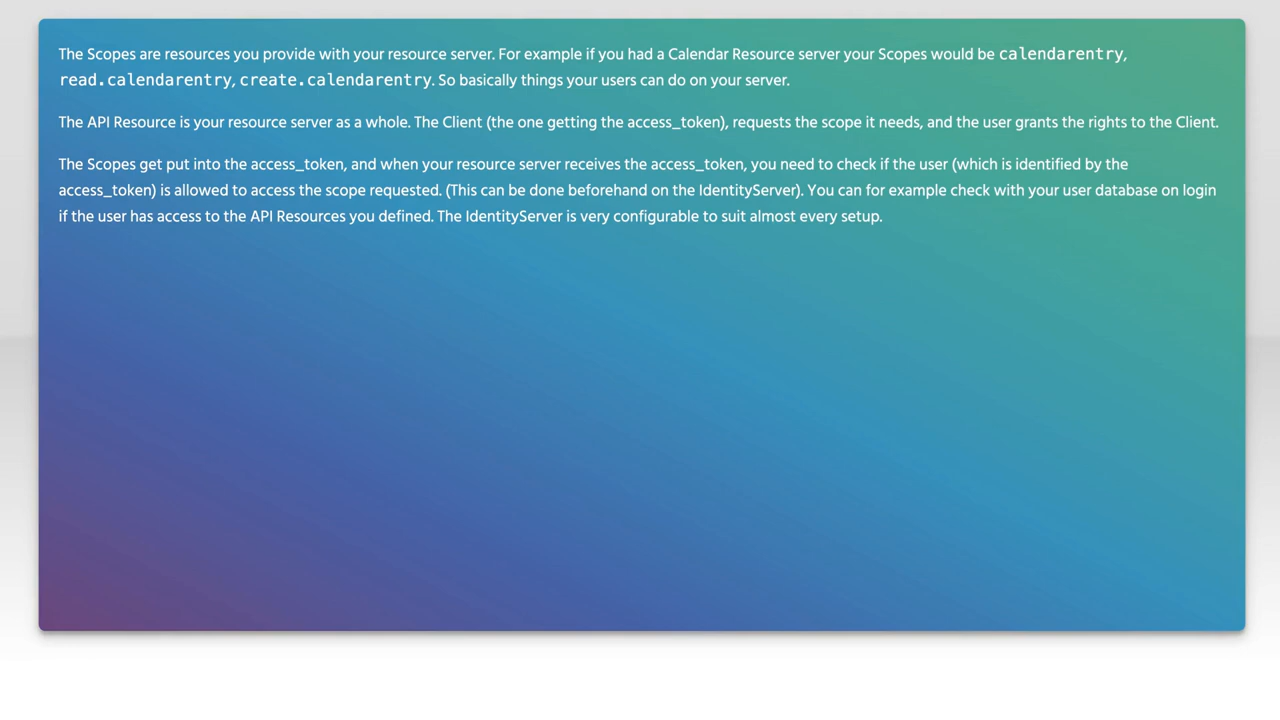 The Scopes are resources you provide with your resource server. For example if you had a Calendar Resource server your Scopes would be calendarentry,
read.calendarentry, create.calendarentry. So basically things your users can do on your server.
The API Resource is your resource server as a whole. The Client (the one getting the access_token), requests the scope it needs, and the user grants the rights to the Client.
The Scopes get put into the access_token, and when your resource server receives the access_token, you need to check if the user (which is identified by the
access_token) is allowed to access the scope requested. (This can be done beforehand on the IdentityServer). You can for example check with your user database on login
if the user has access to the API Resources you defined. The IdentityServer is very configurable to suit almost every setup.